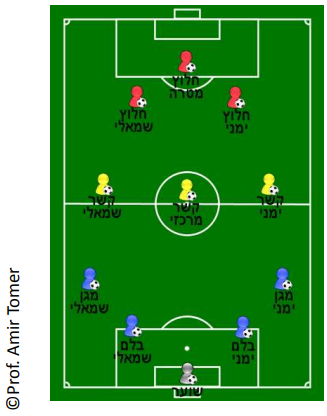 חלוץ
מטרה
חלוץ
ימני
חלוץ
שמאלי
קשר
ימני
קשר
מרכזי
קשר
שמאלי
מגן
ימני
מגן
שמאלי
בלם
ימני
בלם
שמאלי
שוער
©Prof. Amir Tomer